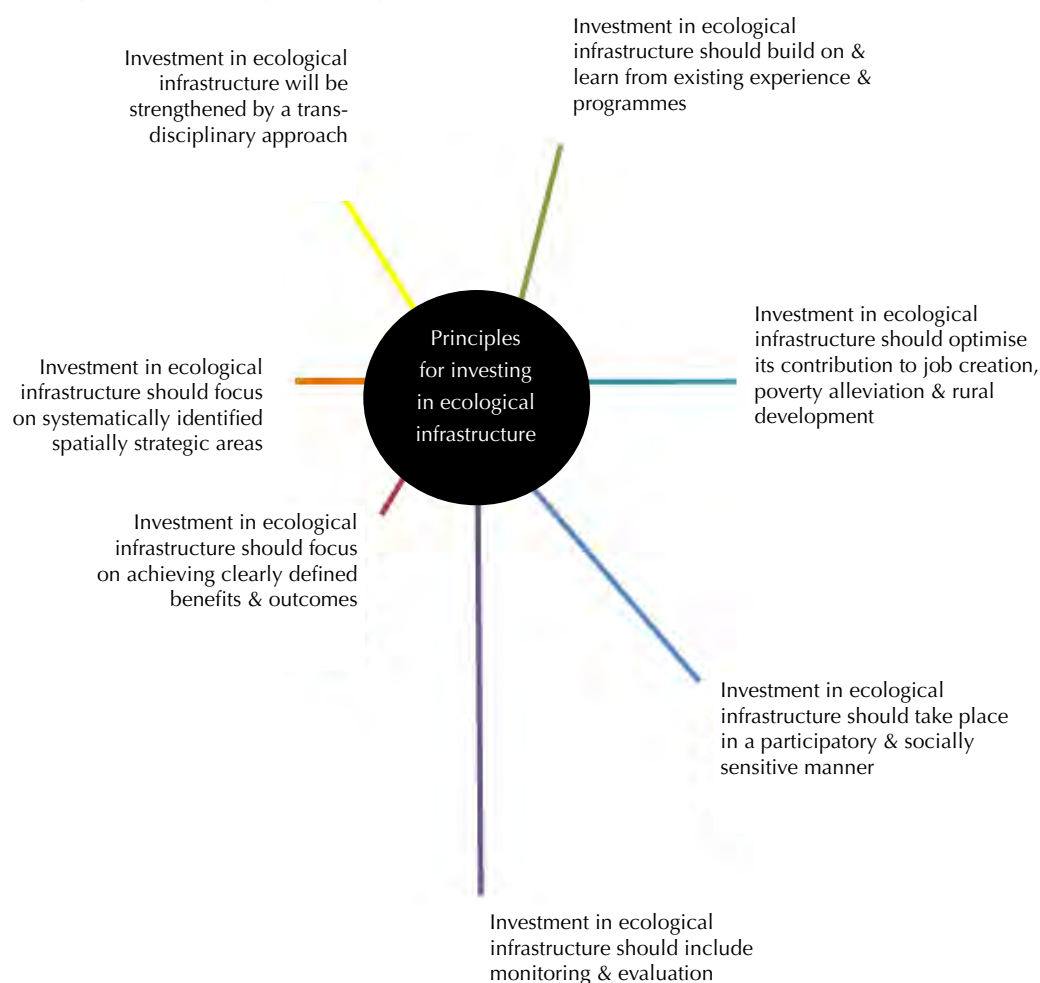 Investment in ecological
infrastructure will be
strengthened by a trans-
disciplinary approach
Investment in ecological
infrastructure should build on &
learn from existing experience &
programmes
Principles
for investing
in ecological
infrastructure
Investment in ecological
infrastructure should optimise
its contribution to job creation,
poverty alleviation & rural
development
Investment in ecological
infrastructure should focus
on systematically identified
spatially strategic areas
Investment in ecological
infrastructure should focus
on achieving clearly defined
benefits & outcomes
Investment in ecological
infrastructure should take place
in a participatory & socially
sensitive manner
Investment in ecological
infrastructure should include
monitoring & evaluation